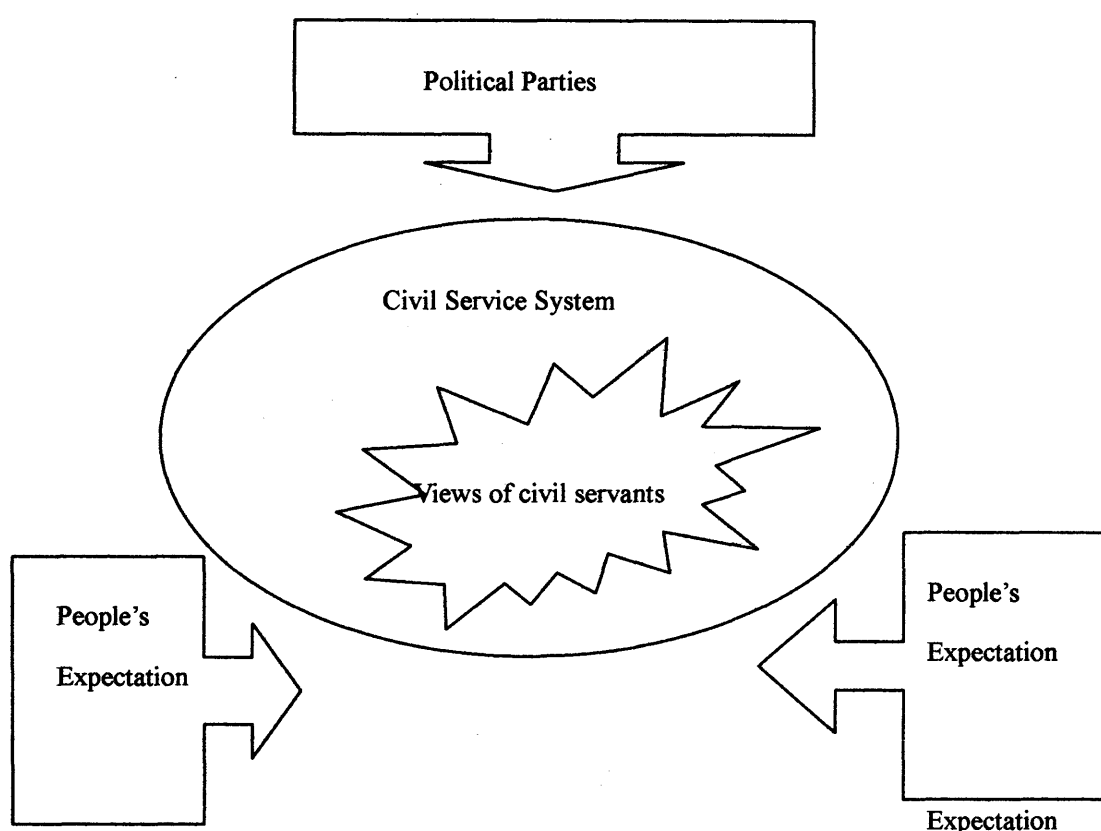 Political Parties
Civil Service System
Views of civil servants
People's
Expectation
People's
Expectation
Expectation